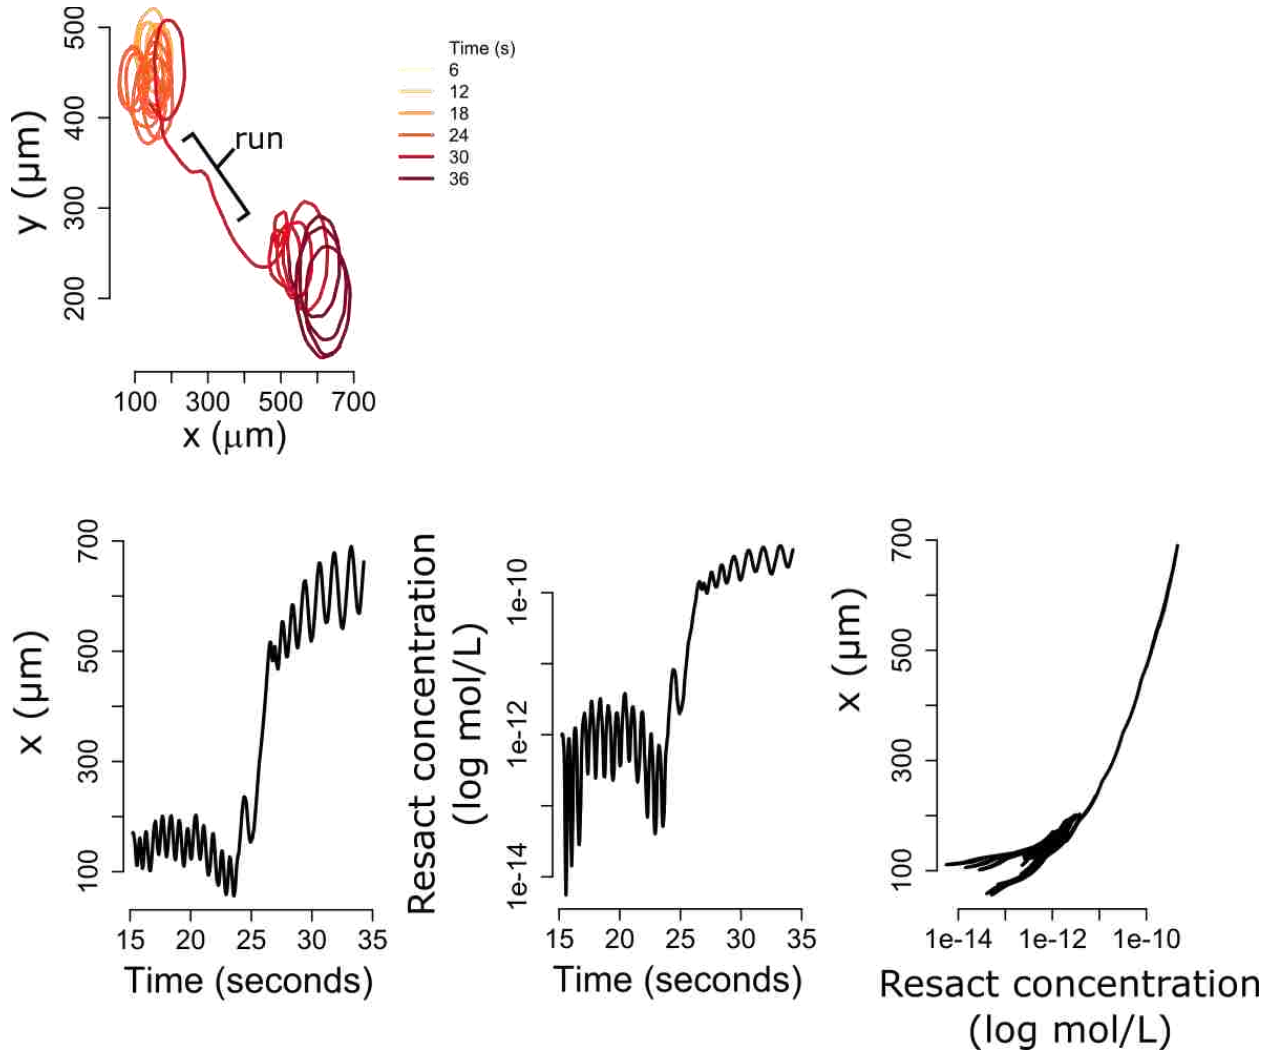 500
400
300
200
y (μm)
100 300 500 700
x (μm)
run
Time (s)
6
12
18
24
30
36
700
500
300
100
x (μm)
15 20 25 30 35
Time (seconds)
Resact concentration
(log mol/L)
1e-10
1e-12
1e-14
15 20 25 30 35
Time (seconds)
700
500
300
100
x (μm)
1e-14 1e-12 1e-10
Resact concentration
(log mol/L)